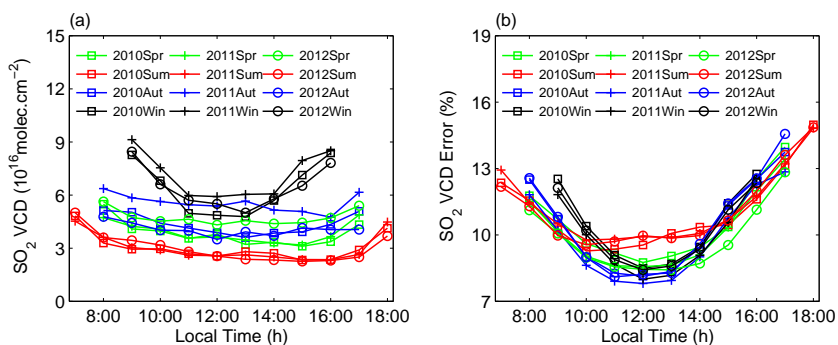 (a)
15
12
9
6
3
0
SO₂ VCD (10¹⁶molec.cm⁻²)
2010Spr 2011Spr 2012Spr
2010Sum 2011Sum 2012Sum
2010Aut 2011Aut 2012Aut
2010Win 2011Win 2012Win
8:00 10:00 12:00 14:00 16:00 18:00
Local Time (h)
(b)
19
16
13
10
7
SO₂ VCD Error (%)
2010Spr 2011Spr 2012Spr
2010Sum 2011Sum 2012Sum
2010Aut 2011Aut 2012Aut
2010Win 2011Win 2012Win
8:00 10:00 12:00 14:00 16:00 18:00
Local Time (h)